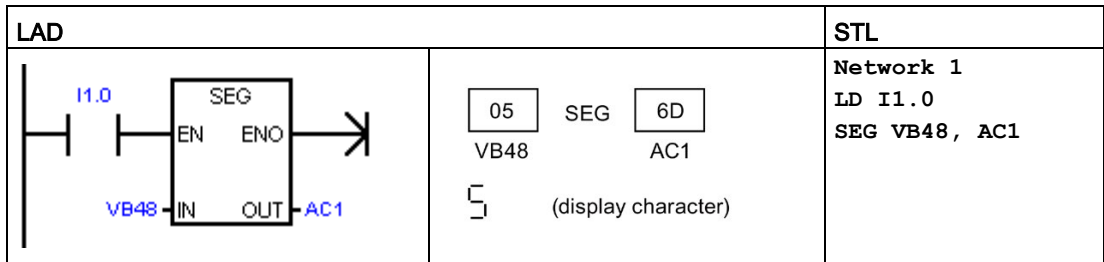 LAD
STL
I1.0
SEG
EN ENO
VB48 IN OUT AC1
05 SEG 6D
VB48 AC1
(display character)
Network 1
LD I1.0
SEG VB48, AC1